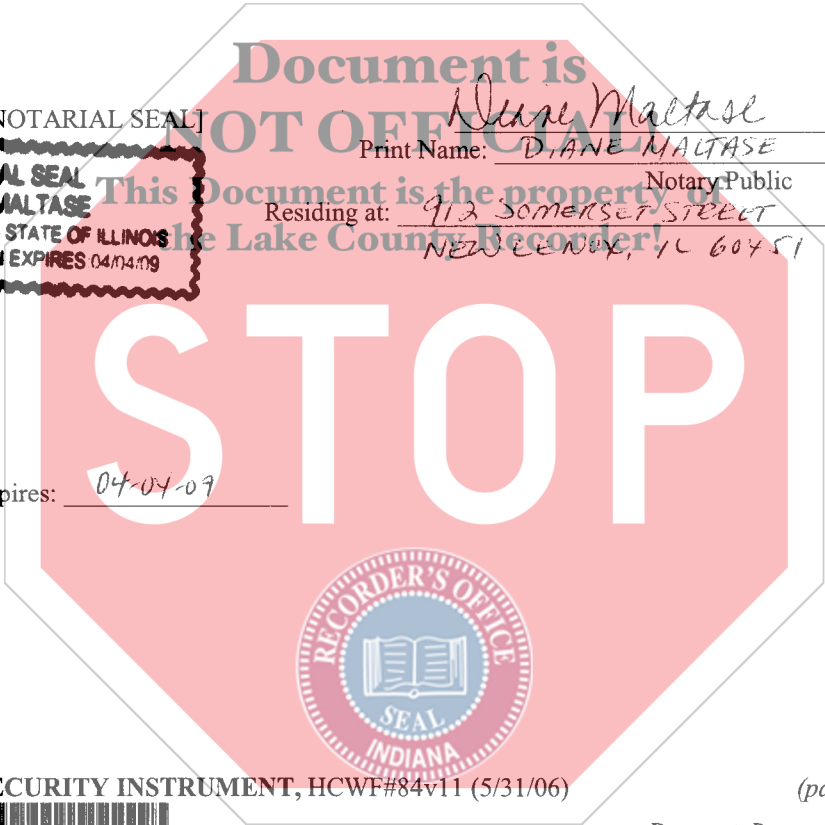 Document is
NOT OFFICIAL!
This Document is the property of
the Lake County Recorder!
NOTARIAL SEAL]
Diane Maltase
Print Name: DIANE MALTASE
Notary Public
Residing at: 912 SOMERSET STREET
NEW LENOX, IL 60451
AL SEAL
MALTASE
STATE OF ILLINOIS
EXPIRES 04/04/09
STOP
pires: 04-04-09
RECORDER'S OFFICE
SEAL
INDIANA
ECURITY INSTRUMENT, HCWF#84v11 (5/31/06)